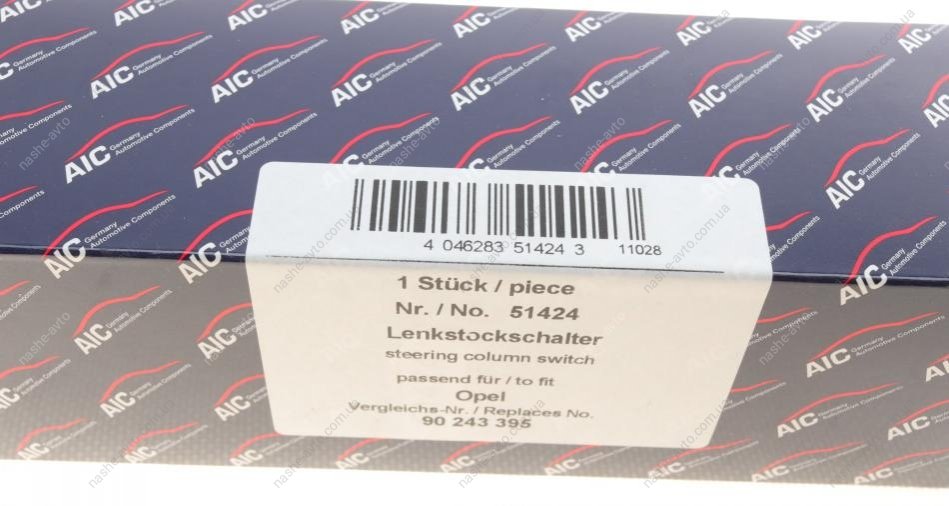 AIC Germany Automotive Components
4 046283 51424 3 11028
1 Stück / piece
Nr. / No. 51424
Lenkstockschalter
steering column switch
passend für / to fit
Opel
Vergleichs-Nr. / Replaces No.
90 243 395
nashe-avto.com.ua